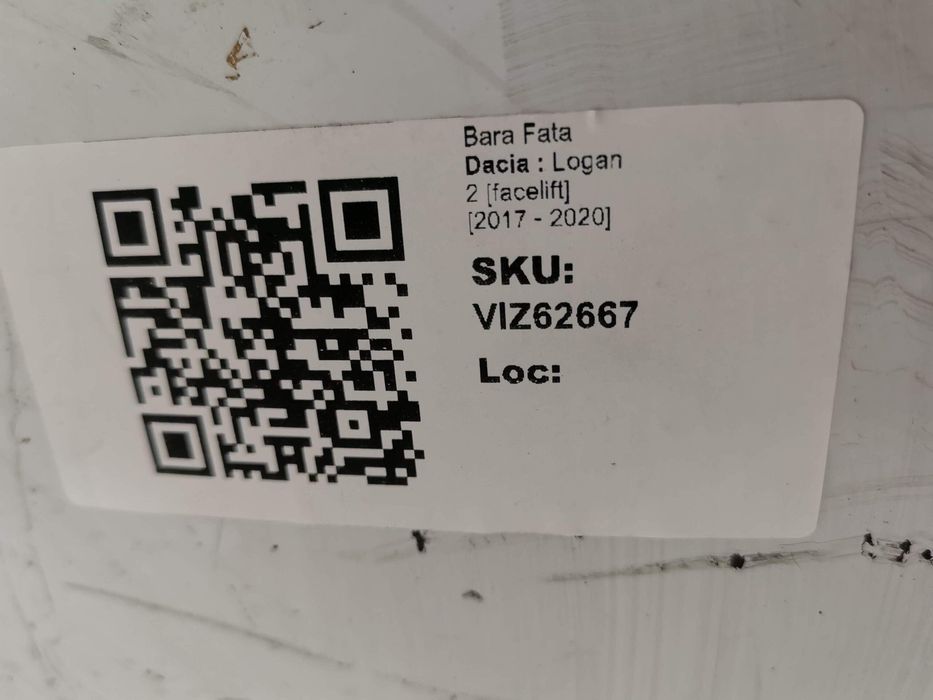 Bara Fata
Dacia : Logan
2 [facelift]
[2017 - 2020]
SKU:
VIZ62667
Loc: